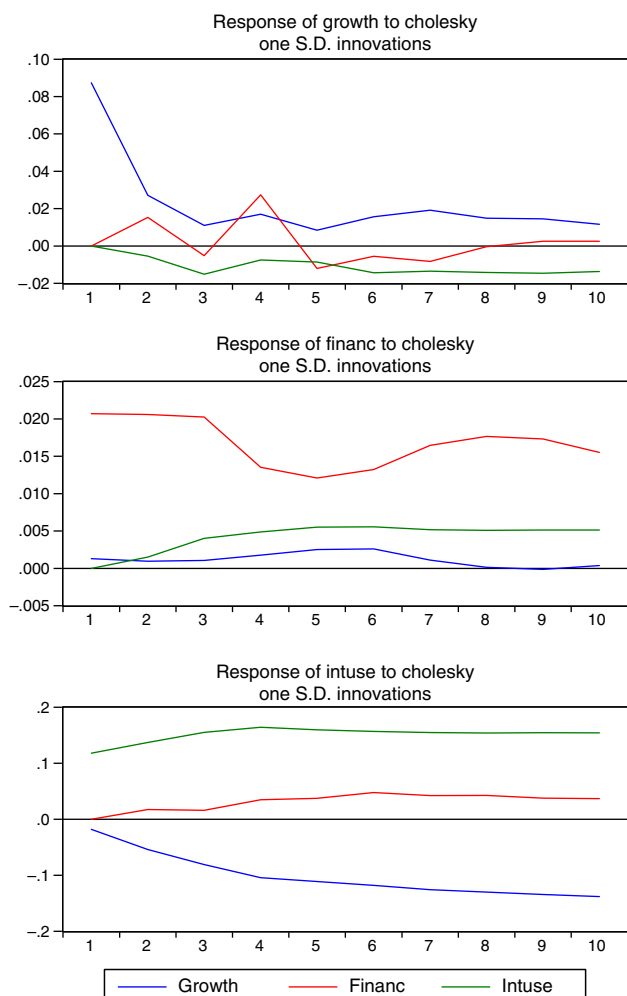 Response of growth to cholesky
one S.D. innovations
.10
.08
.06
.04
.02
.00
–.02
1 2 3 4 5 6 7 8 9 10
Response of financ to cholesky
one S.D. innovations
.025
.020
.015
.010
.005
.000
–.005
1 2 3 4 5 6 7 8 9 10
Response of intuse to cholesky
one S.D. innovations
.2
.1
.0
–.1
–.2
1 2 3 4 5 6 7 8 9 10
Growth Financ Intuse